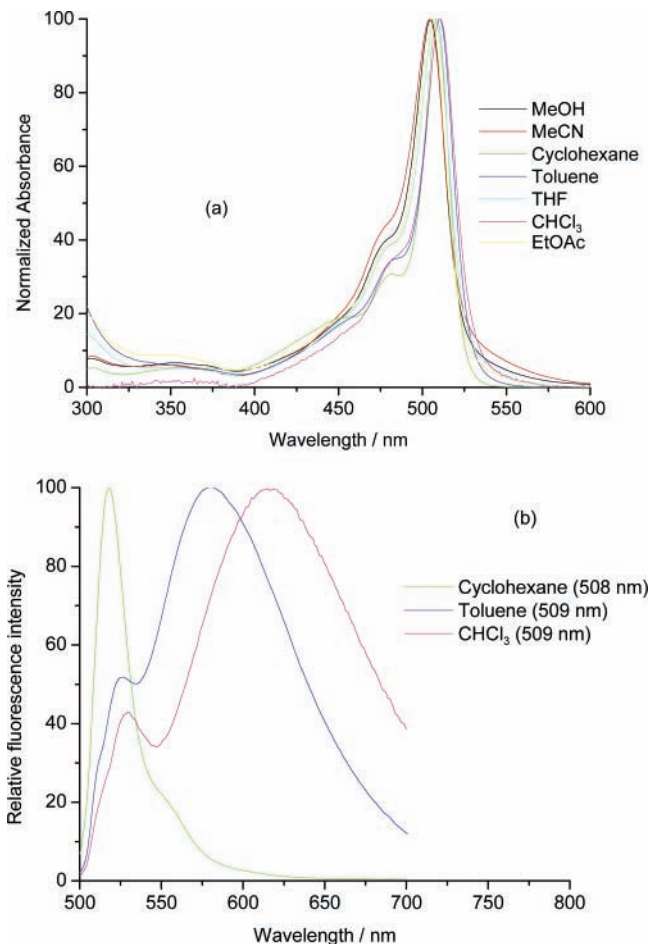 100
80
60
40
20
0
Normalized Absorbance
(a)
MeOH
MeCN
Cyclohexane
Toluene
THF
CHCl₃
EtOAc
300 350 400 450 500 550 600
Wavelength / nm
100
80
60
40
20
0
Relative fluorescence intensity
(b)
Cyclohexane (508 nm)
Toluene (509 nm)
CHCl₃ (509 nm)
500 550 600 650 700 750 800
Wavelength / nm